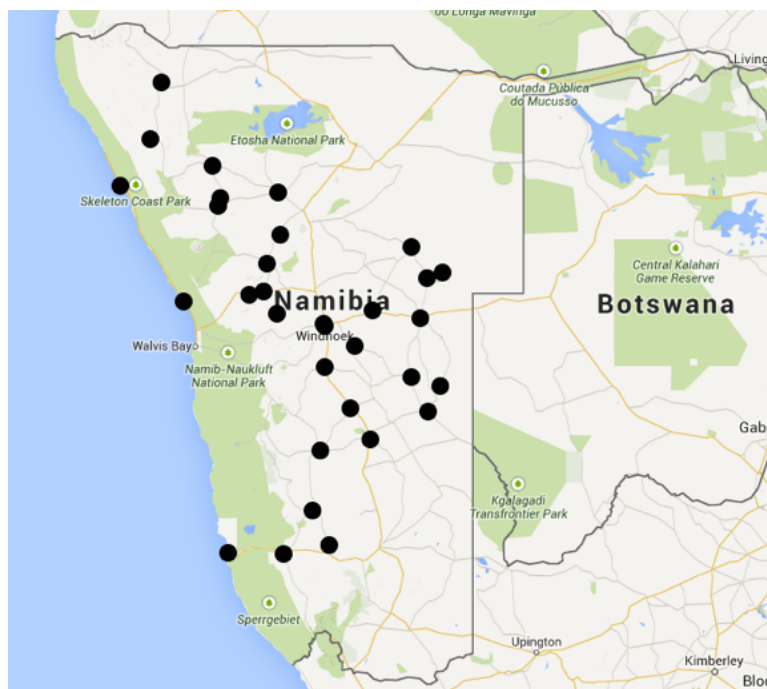 do Longa Mavinga
Coutada Pública
do Mucusso
Etosha National Park
Skeleton Coast Park
Central Kalahari
Game Reserve
Namibia
Botswana
Windhoek
Walvis Bay
Namib-Naukluft
National Park
Kgalagadi
Transfrontier Park
Sperrgebiet
Upington
Kimberley
Living
Gab
Bloe